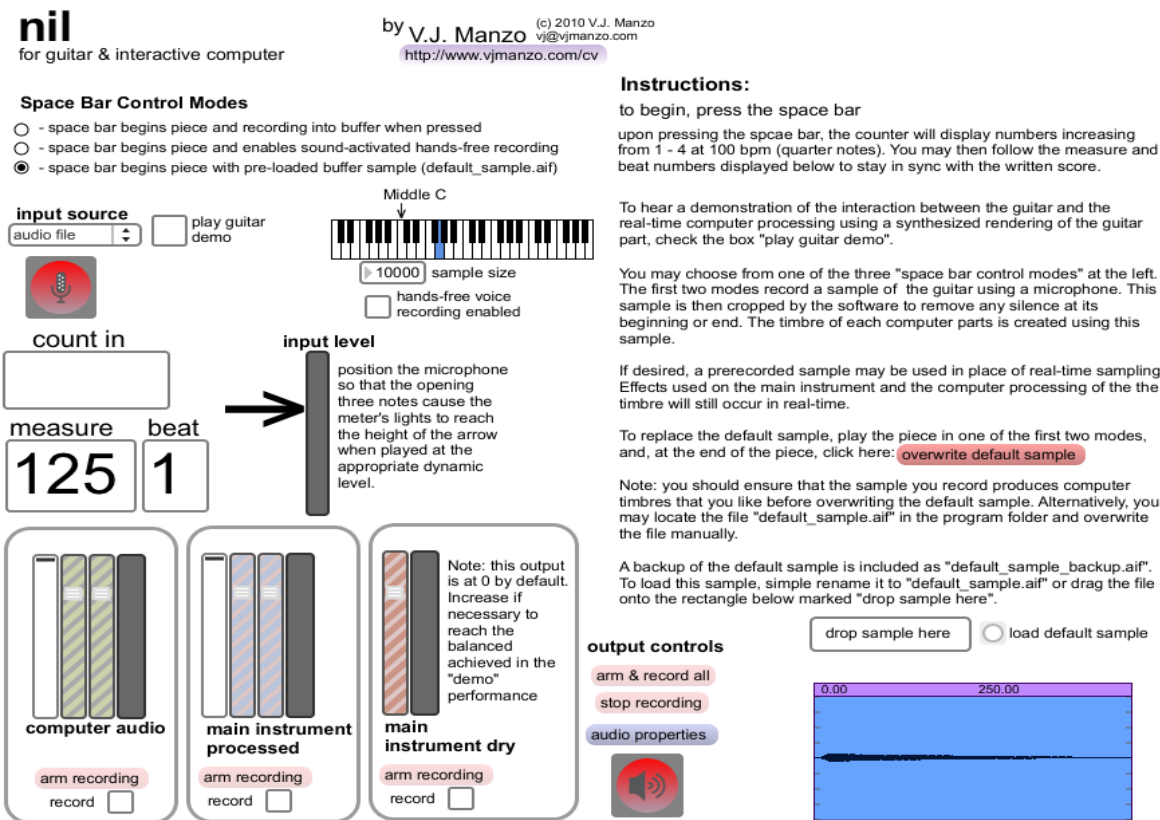 nil
for guitar & interactive computer
by V.J. Manzo
(c) 2010 V.J. Manzo
vj@vjmanzo.com
http://www.vjmanzo.com/cv
Space Bar Control Modes
- space bar begins piece and recording into buffer when pressed
- space bar begins piece and enables sound-activated hands-free recording
- space bar begins piece with pre-loaded buffer sample (default_sample.aif)
input source
audio file
play guitar
demo
Middle C
10000 sample size
hands-free voice
recording enabled
count in
measure
125
beat
1
input level
position the microphone
so that the opening
three notes cause the
meter's lights to reach
the height of the arrow
when played at the
appropriate dynamic
level.
computer audio
arm recording
record
main instrument
processed
arm recording
record
Note: this output
is at 0 by default.
Increase if
necessary to
reach the
balanced
achieved in the
"demo"
performance
main
instrument dry
arm recording
record
Instructions:
to begin, press the space bar
upon pressing the spcae bar, the counter will display numbers increasing
from 1 - 4 at 100 bpm (quarter notes). You may then follow the measure and
beat numbers displayed below to stay in sync with the written score.
To hear a demonstration of the interaction between the guitar and the
real-time computer processing using a synthesized rendering of the guitar
part, check the box "play guitar demo".
You may choose from one of the three "space bar control modes" at the left.
The first two modes record a sample of the guitar using a microphone. This
sample is then cropped by the software to remove any silence at its
beginning or end. The timbre of each computer parts is created using this
sample.
If desired, a prerecorded sample may be used in place of real-time sampling
Effects used on the main instrument and the computer processing of the the
timbre will still occur in real-time.
To replace the default sample, play the piece in one of the first two modes,
and, at the end of the piece, click here: overwrite default sample
Note: you should ensure that the sample you record produces computer
timbres that you like before overwriting the default sample. Alternatively, you
may locate the file "default_sample.aif" in the program folder and overwrite
the file manually.
A backup of the default sample is included as "default_sample_backup.aif".
To load this sample, simple rename it to "default_sample.aif" or drag the file
onto the rectangle below marked "drop sample here".
drop sample here
load default sample
output controls
arm & record all
stop recording
audio properties
0.00 250.00